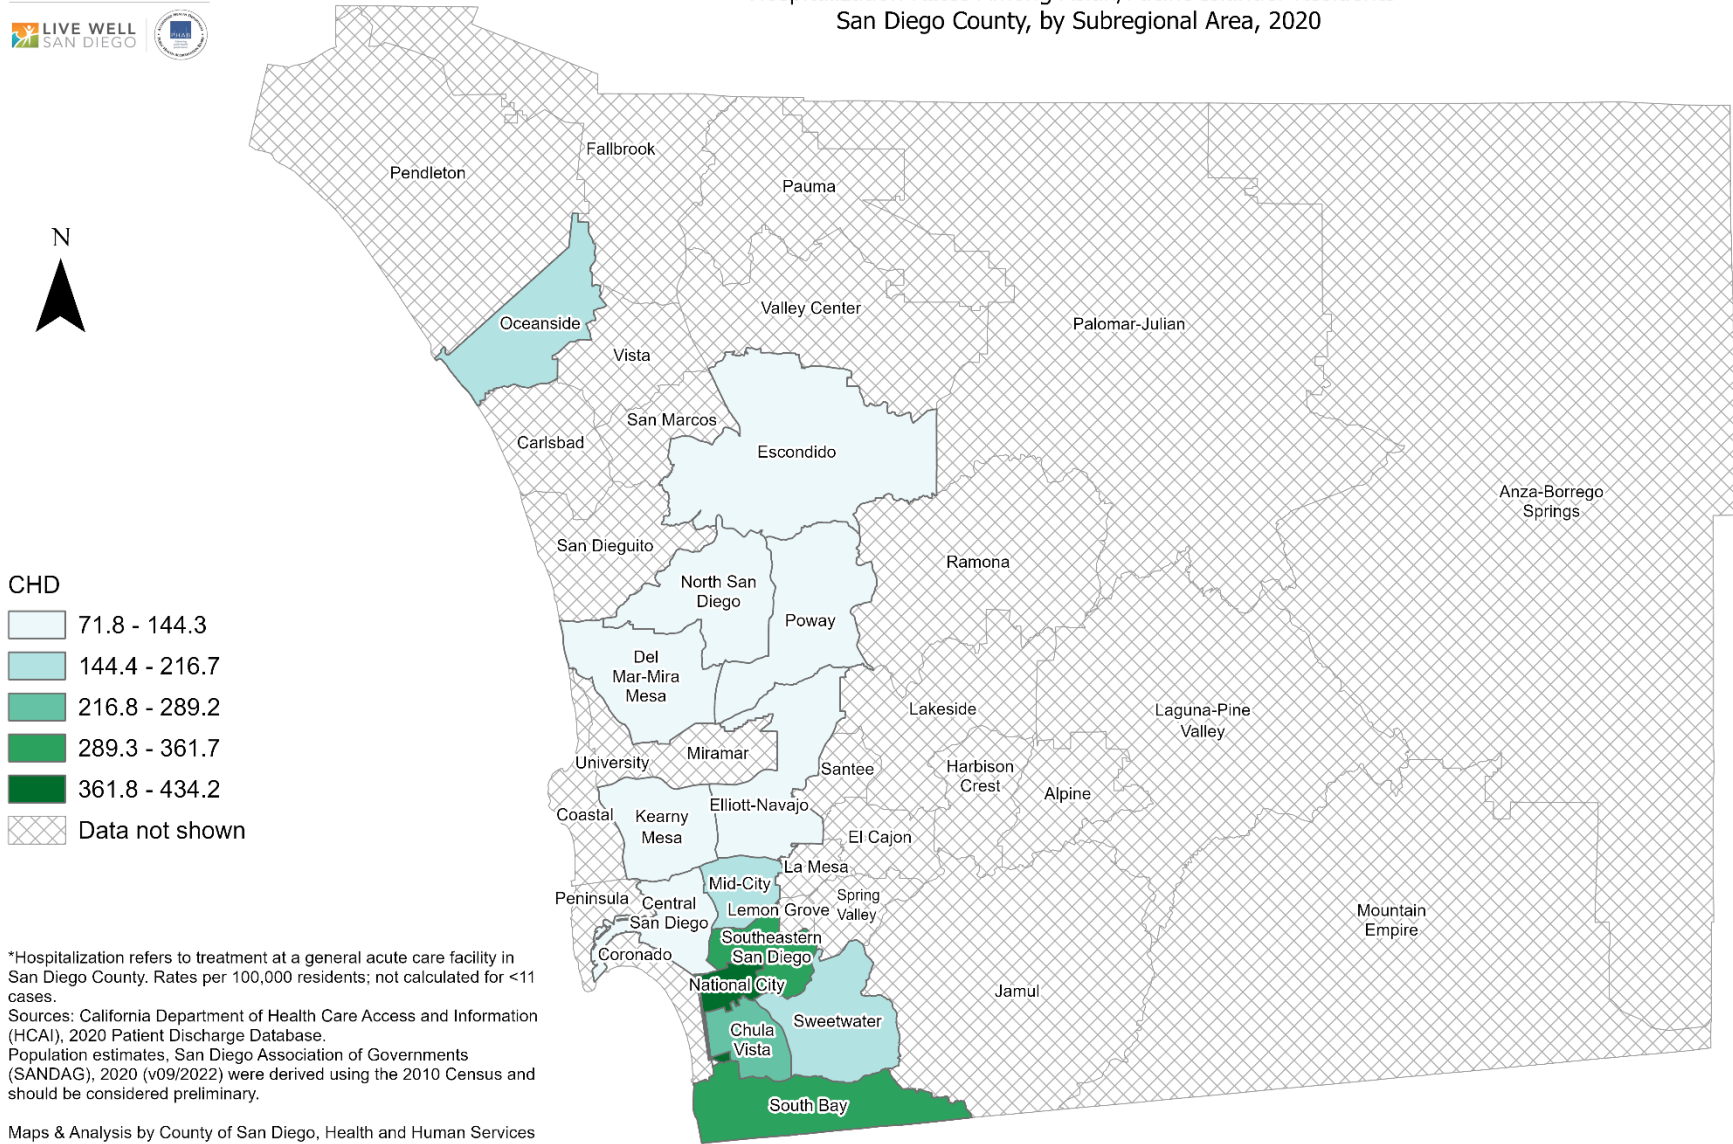 LIVE WELL
SAN DIEGO
PHAB
San Diego County, by Subregional Area, 2020
N
Pendleton
Fallbrook
Pauma
Oceanside
Vista
Valley Center
Palomar-Julian
San Marcos
Carlsbad
Escondido
Anza-Borrego
Springs
San Dieguito
North San
Diego
Ramona
Poway
Del
Mar-Mira
Mesa
Lakeside
Laguna-Pine
Valley
Miramar
University
Santee
Harbison
Crest
Alpine
Elliott-Navajo
Coastal
Kearny
Mesa
El Cajon
La Mesa
Mid-City
Peninsula
Central
San Diego
Lemon Grove
Spring
Valley
Mountain
Empire
Southeastern
San Diego
Coronado
National City
Jamul
Sweetwater
Chula
Vista
South Bay
CHD
71.8 - 144.3
144.4 - 216.7
216.8 - 289.2
289.3 - 361.7
361.8 - 434.2
Data not shown
*Hospitalization refers to treatment at a general acute care facility in
San Diego County. Rates per 100,000 residents; not calculated for <11
cases.
Sources: California Department of Health Care Access and Information
(HCAI), 2020 Patient Discharge Database.
Population estimates, San Diego Association of Governments
(SANDAG), 2020 (v09/2022) were derived using the 2010 Census and
should be considered preliminary.
Maps & Analysis by County of San Diego, Health and Human Services